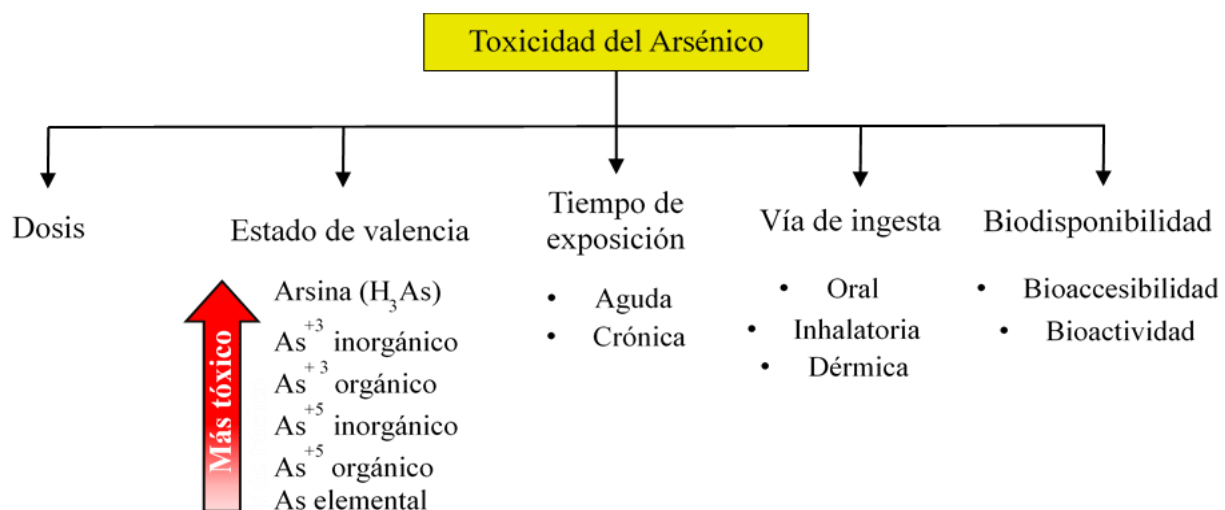 Toxicidad del Arsénico
Dosis
Estado de valencia
Más tóxico
Arsina (H₃As)
As⁺³ inorgánico
As⁺³ orgánico
As⁺⁵ inorgánico
As⁺⁵ orgánico
As elemental
Tiempo de
exposición
• Aguda
• Crónica
Vía de ingesta
• Oral
• Inhalatoria
• Dérmica
Biodisponibilidad
• Bioaccesibilidad
• Bioactividad